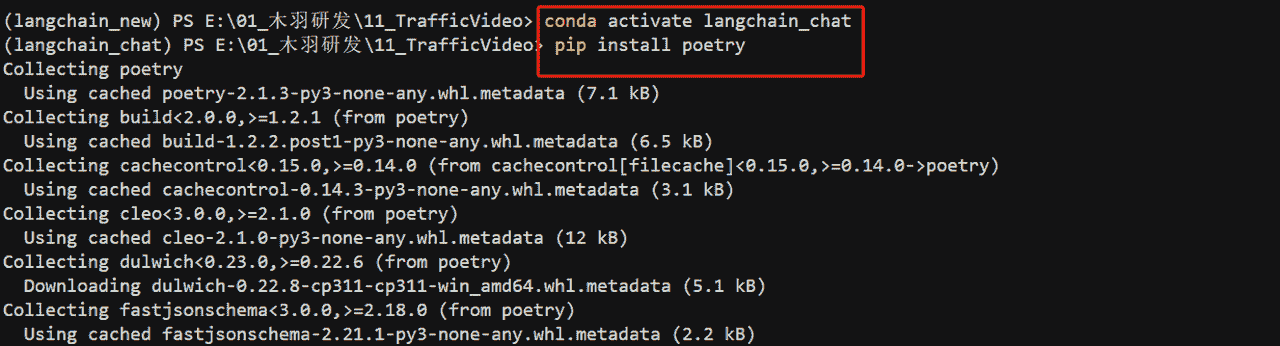 (langchain_new) PS E:\01_木羽研发\11_TrafficVideo> conda activate langchain_chat
(langchain_chat) PS E:\01_木羽研发\11_TrafficVideo> pip install poetry
Collecting poetry
  Using cached poetry-2.1.3-py3-none-any.whl.metadata (7.1 kB)
Collecting build<2.0.0,>=1.2.1 (from poetry)
  Using cached build-1.2.2.post1-py3-none-any.whl.metadata (6.5 kB)
Collecting cachecontrol<0.15.0,>=0.14.0 (from cachecontrol[filecache]<0.15.0,>=0.14.0->poetry)
  Using cached cachecontrol-0.14.3-py3-none-any.whl.metadata (3.1 kB)
Collecting cleo<3.0.0,>=2.1.0 (from poetry)
  Using cached cleo-2.1.0-py3-none-any.whl.metadata (12 kB)
Collecting dulwich<0.23.0,>=0.22.6 (from poetry)
  Downloading dulwich-0.22.8-cp311-cp311-win_amd64.whl.metadata (5.1 kB)
Collecting fastjsonschema<3.0.0,>=2.18.0 (from poetry)
  Using cached fastjsonschema-2.21.1-py3-none-any.whl.metadata (2.2 kB)